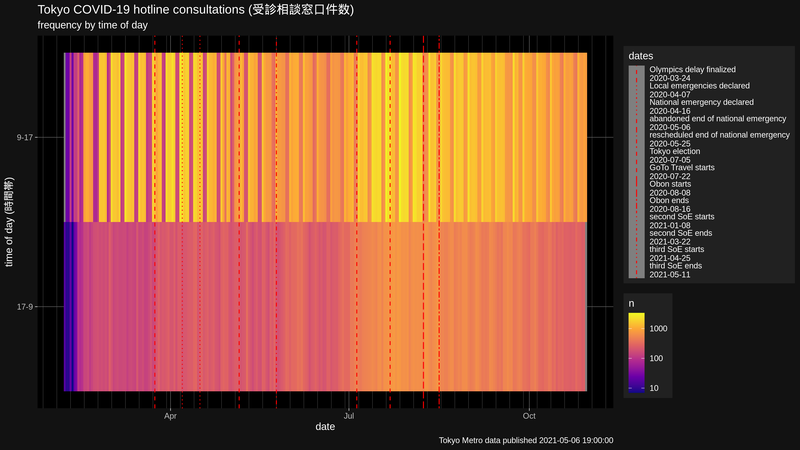 Tokyo COVID-19 hotline consultations (受診相談窓口件数)
frequency by time of day
time of day (時間帯)
9-17
17-9
Apr
Jul
Oct
date
dates
Olympics delay finalized
2020-03-24
Local emergencies declared
2020-04-07
National emergency declared
2020-04-16
abandoned end of national emergency
2020-05-06
rescheduled end of national emergency
2020-05-25
Tokyo election
2020-07-05
GoTo Travel starts
2020-07-22
Obon starts
2020-08-08
Obon ends
2020-08-16
second SoE starts
2021-01-08
second SoE ends
2021-03-22
third SoE starts
2021-04-25
third SoE ends
2021-05-11
n
1000
100
10
Tokyo Metro data published 2021-05-06 19:00:00